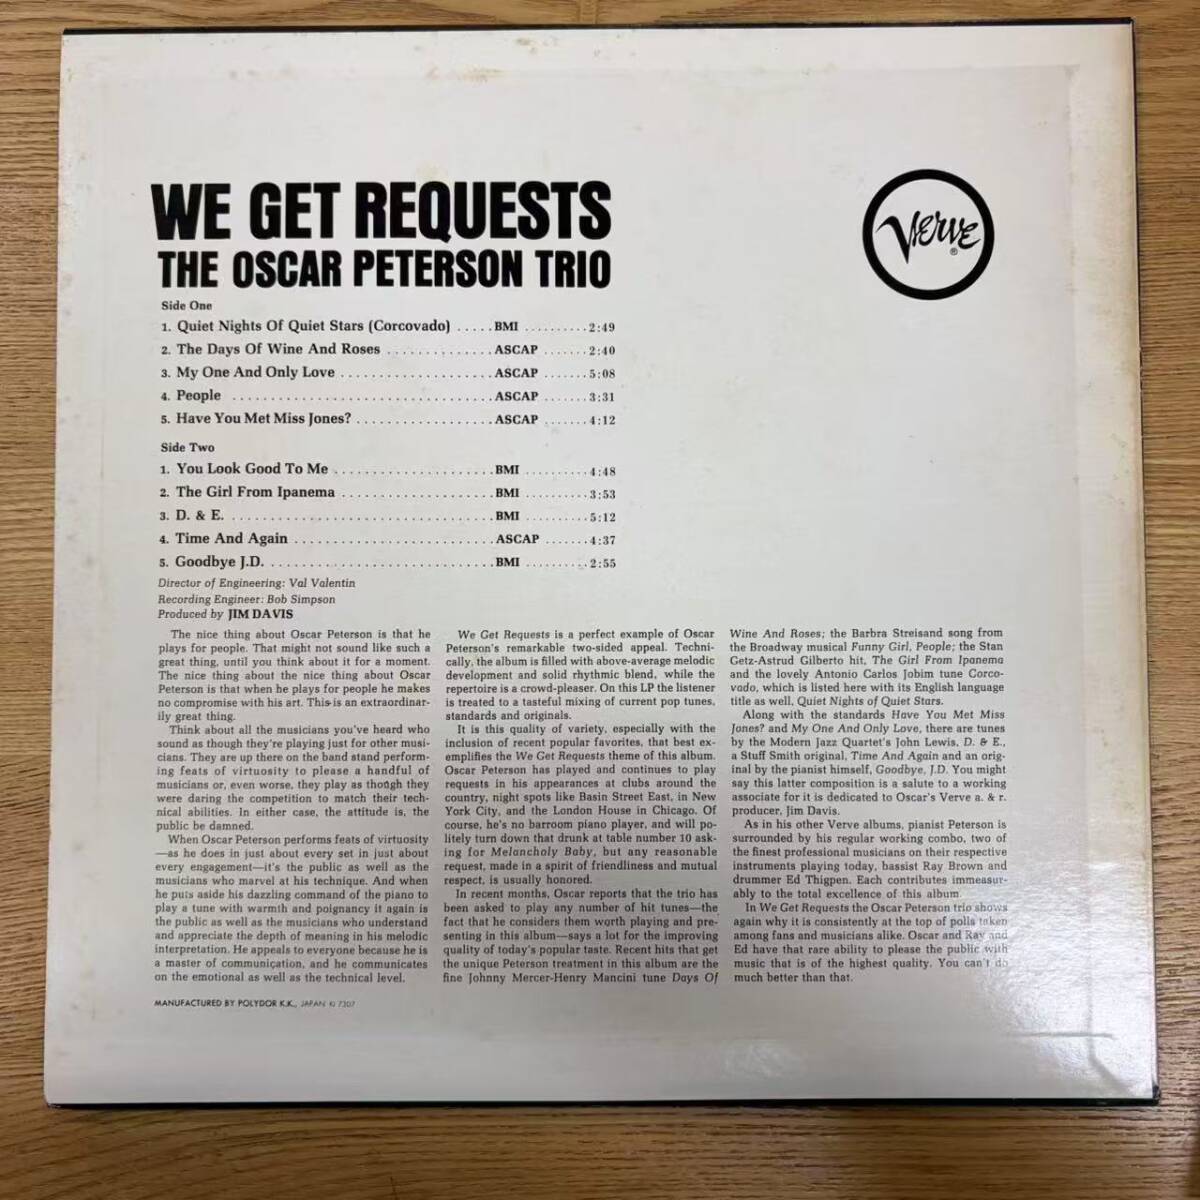 WE GET REQUESTS
THE OSCAR PETERSON TRIO
Verve®
Side One
1. Quiet Nights Of Quiet Stars (Corcovado) ..... BMI .......... 2:49
2. The Days Of Wine And Roses ............. ASCAP ....... 2:40
3. My One And Only Love ................... ASCAP ....... 5:08
4. People ................................. ASCAP ....... 3:31
5. Have You Met Miss Jones? ................. ASCAP ....... 4:12
Side Two
1. You Look Good To Me .................... BMI .......... 4:48
2. The Girl From Ipanema ................... BMI .......... 3:53
3. D. & E. ................................. BMI .......... 5:12
4. Time And Again ......................... ASCAP ....... 4:37
5. Goodbye J.D. ............................ BMI .......... 2:55
Director of Engineering: Val Valentin
Recording Engineer: Bob Simpson
Produced by JIM DAVIS
The nice thing about Oscar Peterson is that he
plays for people. That might not sound like such a
great thing, until you think about it for a moment.
The nice thing about the nice thing about Oscar
Peterson is that when he plays for people he makes
no compromise with his art. This is an extraordinar-
ily great thing.
Think about all the musicians you've heard who
sound as though they're playing just for other musi-
cians. They are up there on the band stand perform-
ing feats of virtuosity to please a handful of
musicians or, even worse, they play as though they
were daring the competition to match their tech-
nical abilities. In either case, the attitude is, the
public be damned.
When Oscar Peterson performs feats of virtuosity
—as he does in just about every set in just about
every engagement—it's the public as well as the
musicians who marvel at his technique. And when
he puts aside his dazzling command of the piano to
play a tune with warmth and poignancy it again is
the public as well as the musicians who understand
and appreciate the depth of meaning in his melodic
interpretation. He appeals to everyone because he is
a master of communication, and he communicates
on the emotional as well as the technical level.
We Get Requests is a perfect example of Oscar
Peterson's remarkable two-sided appeal. Techni-
cally, the album is filled with above-average melodic
development and solid rhythmic blend, while the
repertoire is a crowd-pleaser. On this LP the listener
is treated to a tasteful mixing of current pop tunes,
standards and originals.
It is this quality of variety, especially with the
inclusion of recent popular favorites, that best ex-
emplifies the We Get Requests theme of this album.
Oscar Peterson has played and continues to play
requests in his appearances at clubs around the
country, night spots like Basin Street East, in New
York City, and the London House in Chicago. Of
course, he's no barroom piano player, and will po-
litely turn down that drunk at table number 10 ask-
ing for Melancholy Baby, but any reasonable
request, made in a spirit of friendliness and mutual
respect, is usually honored.
In recent months, Oscar reports that the trio has
been asked to play any number of hit tunes—the
fact that he considers them worth playing and pre-
senting in this album—says a lot for the improving
quality of today's popular taste. Recent hits that get
the unique Peterson treatment in this album are the
fine Johnny Mercer-Henry Mancini tune Days Of
Wine And Roses; the Barbra Streisand song from
the Broadway musical Funny Girl, People; the Stan
Getz-Astrud Gilberto hit, The Girl From Ipanema
and the lovely Antonio Carlos Jobim tune Corco-
vado, which is listed here with its English language
title as well, Quiet Nights of Quiet Stars.
Along with the standards Have You Met Miss
Jones? and My One And Only Love, there are tunes
by the Modern Jazz Quartet's John Lewis, D. & E.,
a Stuff Smith original, Time And Again and an orig-
inal by the pianist himself, Goodbye, J.D. You might
say this latter composition is a salute to a working
associate for it is dedicated to Oscar's Verve a. & r.
producer, Jim Davis.
As in his other Verve albums, pianist Peterson is
surrounded by his regular working combo, two of
the finest professional musicians on their respective
instruments playing today, bassist Ray Brown and
drummer Ed Thigpen. Each contributes immeasur-
ably to the total excellence of this album.
In We Get Requests the Oscar Peterson trio shows
again why it is consistently at the top of polls taken
among fans and musicians alike. Oscar and Ray and
Ed have that rare ability to please the public with
music that is of the highest quality. You can't do
much better than that.
MANUFACTURED BY POLYDOR K.K., JAPAN KI 7307